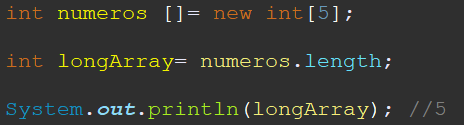 int numeros []= new int[5];
int longArray= numeros.length;
System.out.println(longArray); //5